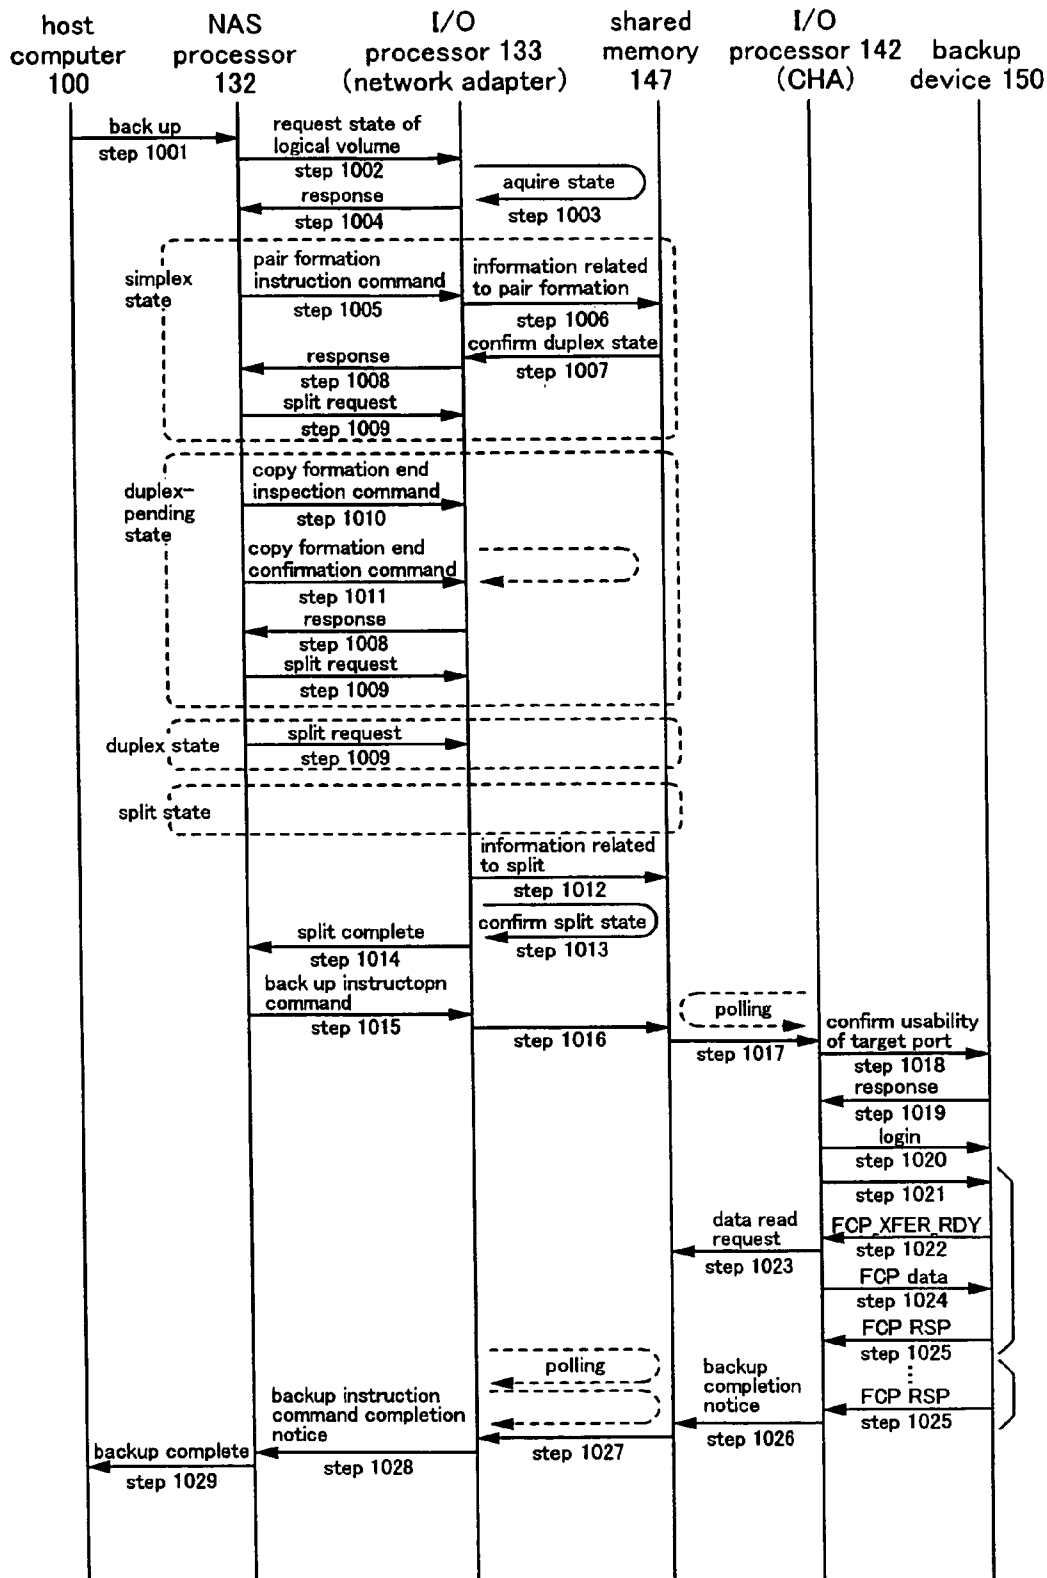 host
computer
100
NAS
processor
132
I/O
processor 133
(network adapter)
shared
memory
147
I/O
processor 142
(CHA)
backup
device 150
back up
step 1001
request state of
logical volume
step 1002
aquire state
step 1003
response
step 1004
simplex
state
pair formation
instruction command
step 1005
information related
to pair formation
step 1006
confirm duplex state
step 1007
response
step 1008
split request
step 1009
duplex-
pending
state
copy formation end
inspection command
step 1010
copy formation end
confirmation command
step 1011
response
step 1008
split request
step 1009
duplex state
split request
step 1009
split state
information related
to split
step 1012
confirm split state
step 1013
split complete
step 1014
back up instructopn
command
step 1015
step 1016
polling
step 1017
confirm usability
of target port
step 1018
response
step 1019
login
step 1020
step 1021
FCP_XFER_RDY
step 1022
data read
request
step 1023
FCP data
step 1024
FCP RSP
step 1025
polling
backup
completion
notice
FCP RSP
step 1025
step 1026
backup instruction
command completion
notice
step 1027
step 1028
backup complete
step 1029